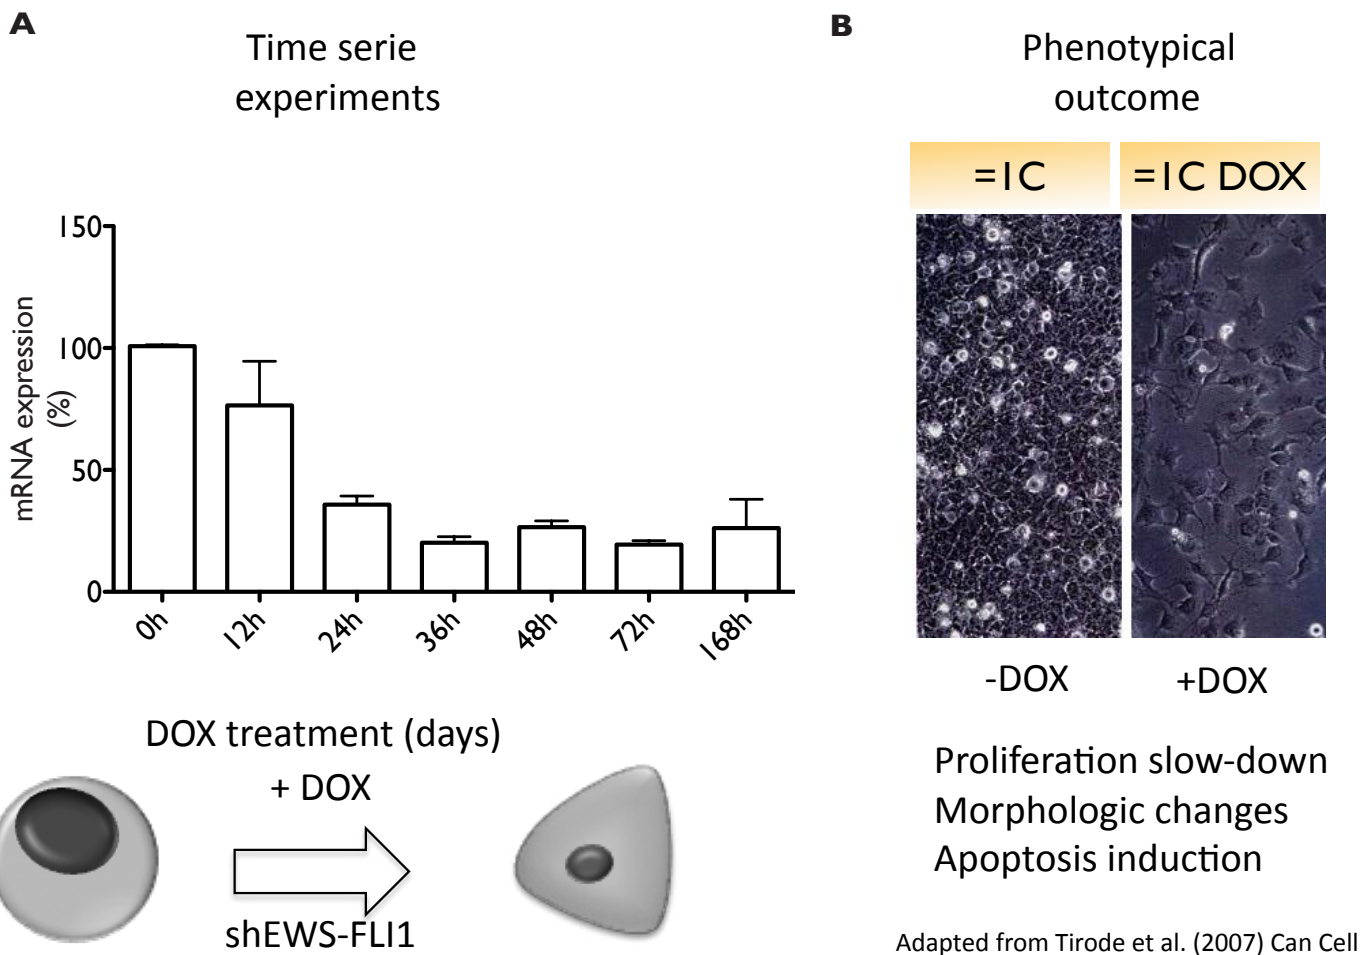 A
Time serie
experiments
150
100
50
0
mRNA expression
(%)
0h
12h
24h
36h
48h
72h
168h
DOX treatment (days)
+ DOX
shEWS-FLI1
B
Phenotypical
outcome
=1C
=1C DOX
-DOX
+DOX
Proliferation slow-down
Morphologic changes
Apoptosis induction
Adapted from Tirode et al. (2007) Can Cell